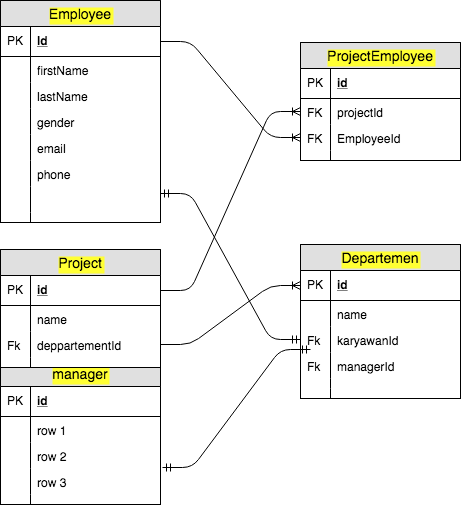 Employee
PK Id
firstName
lastName
gender
email
phone
ProjectEmployee
PK id
FK projectId
FK EmployeeId
Project
PK id
name
Fk deppartementId
Departemen
PK id
name
Fk karyawanId
Fk managerId
manager
PK id
row 1
row 2
row 3